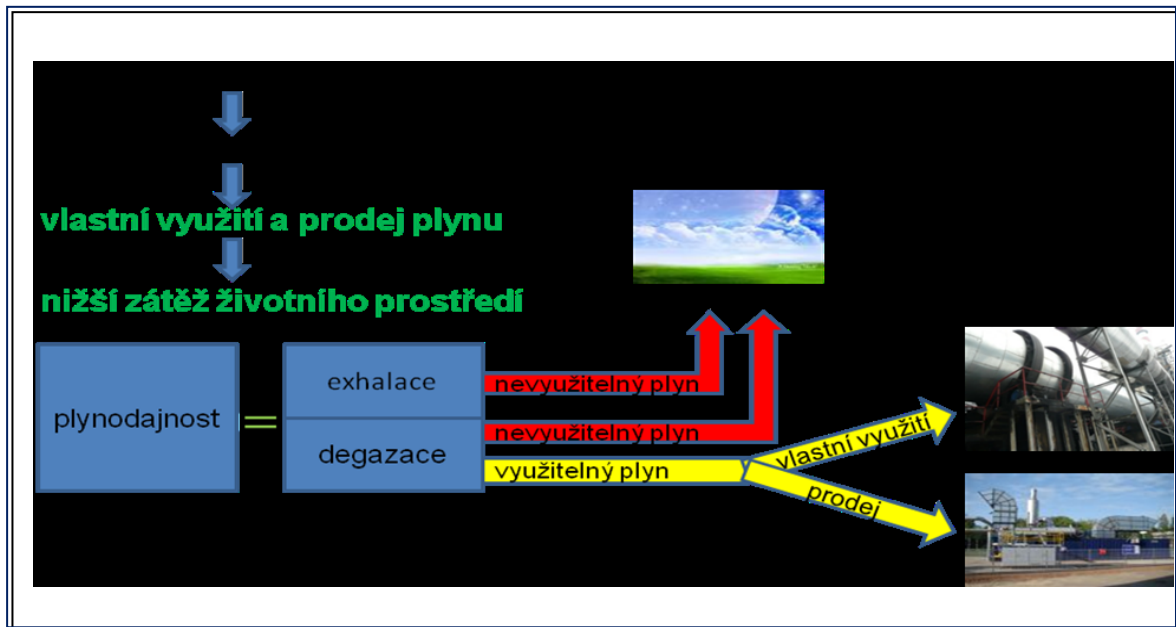 vlastní využití a prodej plynu
nižší zátěž životního prostředí
plynodajnost
=
exhalace
degazace
nevyužitelný plyn
nevyužitelný plyn
využitelný plyn
vlastní využití
prodej